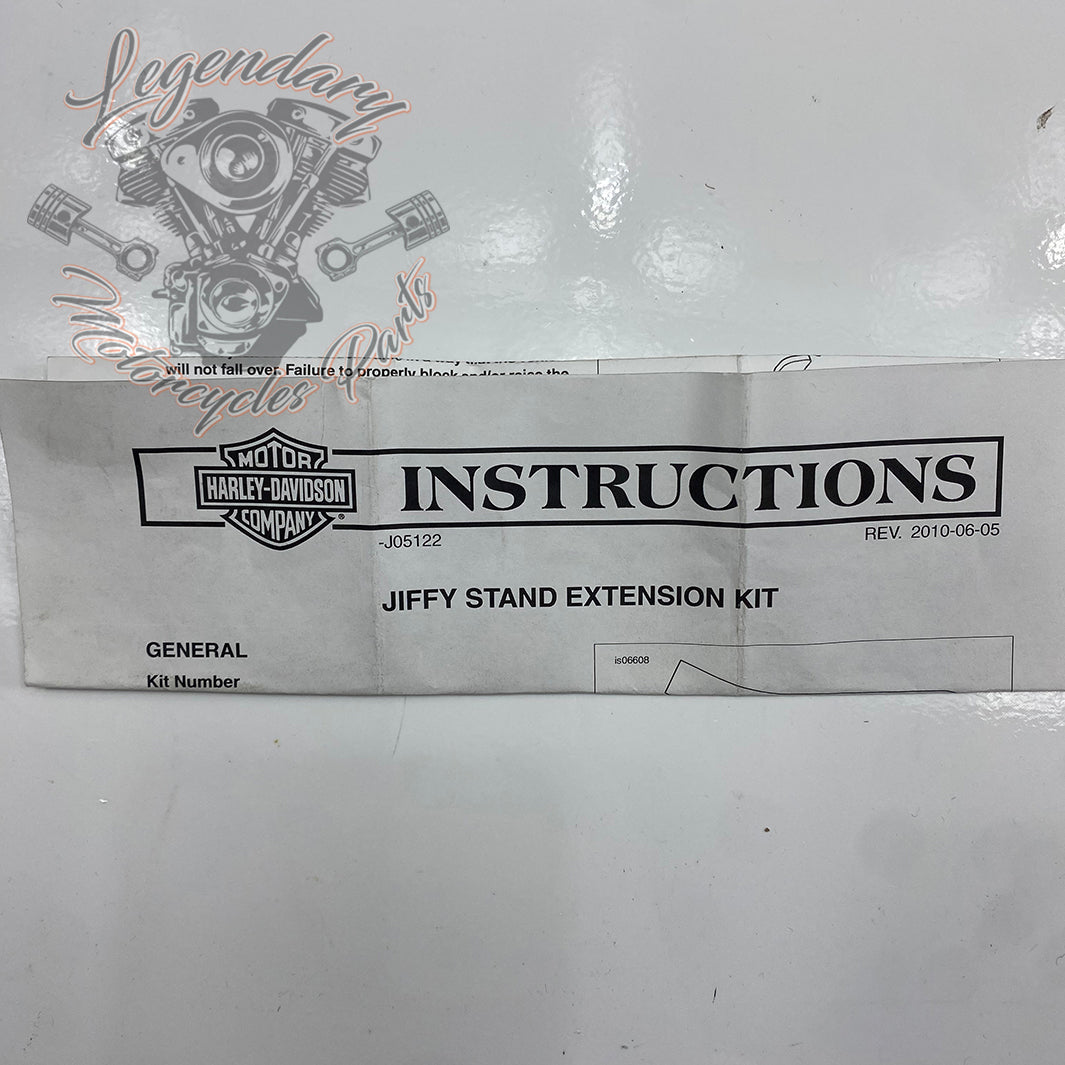 Legendary
Motorcycles Parts
will not fall over. Failure to properly block and/or raise the
MOTOR
HARLEY-DAVIDSON
COMPANY
®
INSTRUCTIONS
-J05122
REV. 2010-06-05
JIFFY STAND EXTENSION KIT
GENERAL
is06608
Kit Number